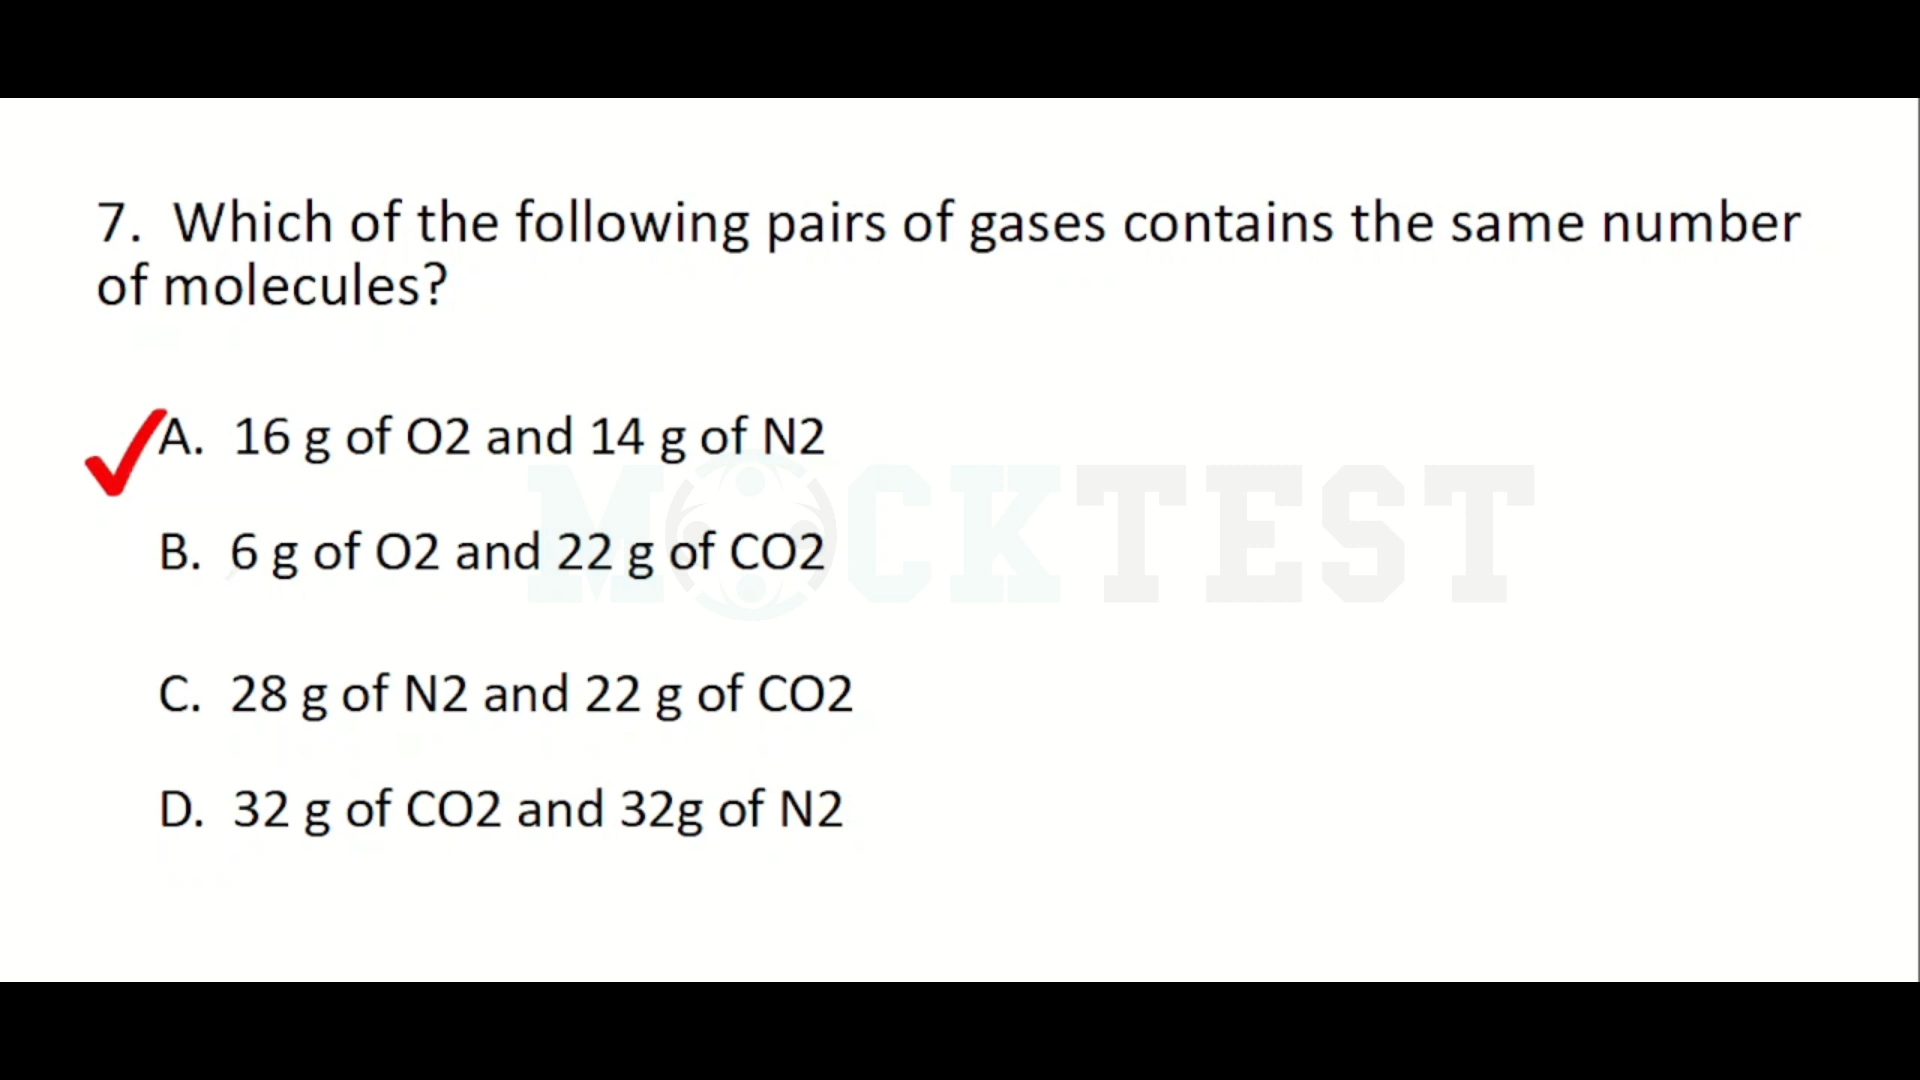 7. Which of the following pairs of gases contains the same number
of molecules?
A. 16 g of O2 and 14 g of N2
MOCKTEST
B. 6 g of O2 and 22 g of CO2
C. 28 g of N2 and 22 g of CO2
D. 32 g of CO2 and 32g of N2